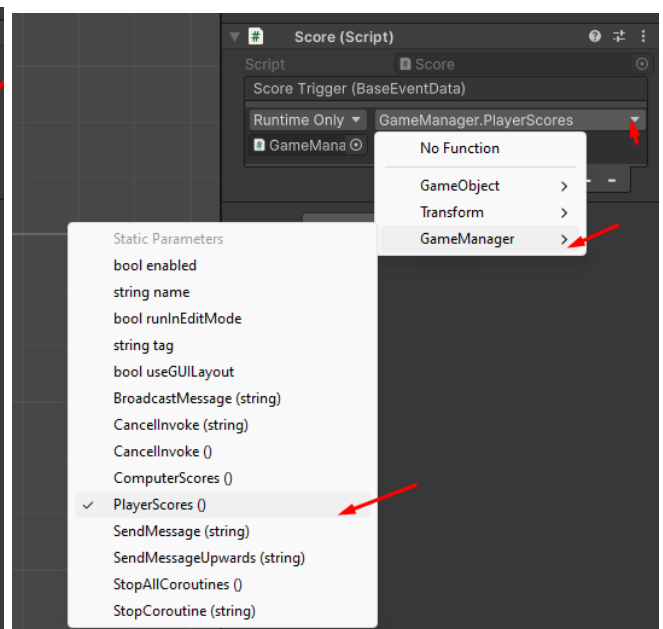 # Score (Script)
Script Score
Score Trigger (BaseEventData)
Runtime Only GameManager.PlayerScores
GameMana
No Function
GameObject
Transform
GameManager
Static Parameters
bool enabled
string name
bool runInEditMode
string tag
bool useGUILayout
BroadcastMessage (string)
CancelInvoke (string)
CancelInvoke ()
ComputerScores ()
PlayerScores ()
SendMessage (string)
SendMessageUpwards (string)
StopAllCoroutines ()
StopCoroutine (string)